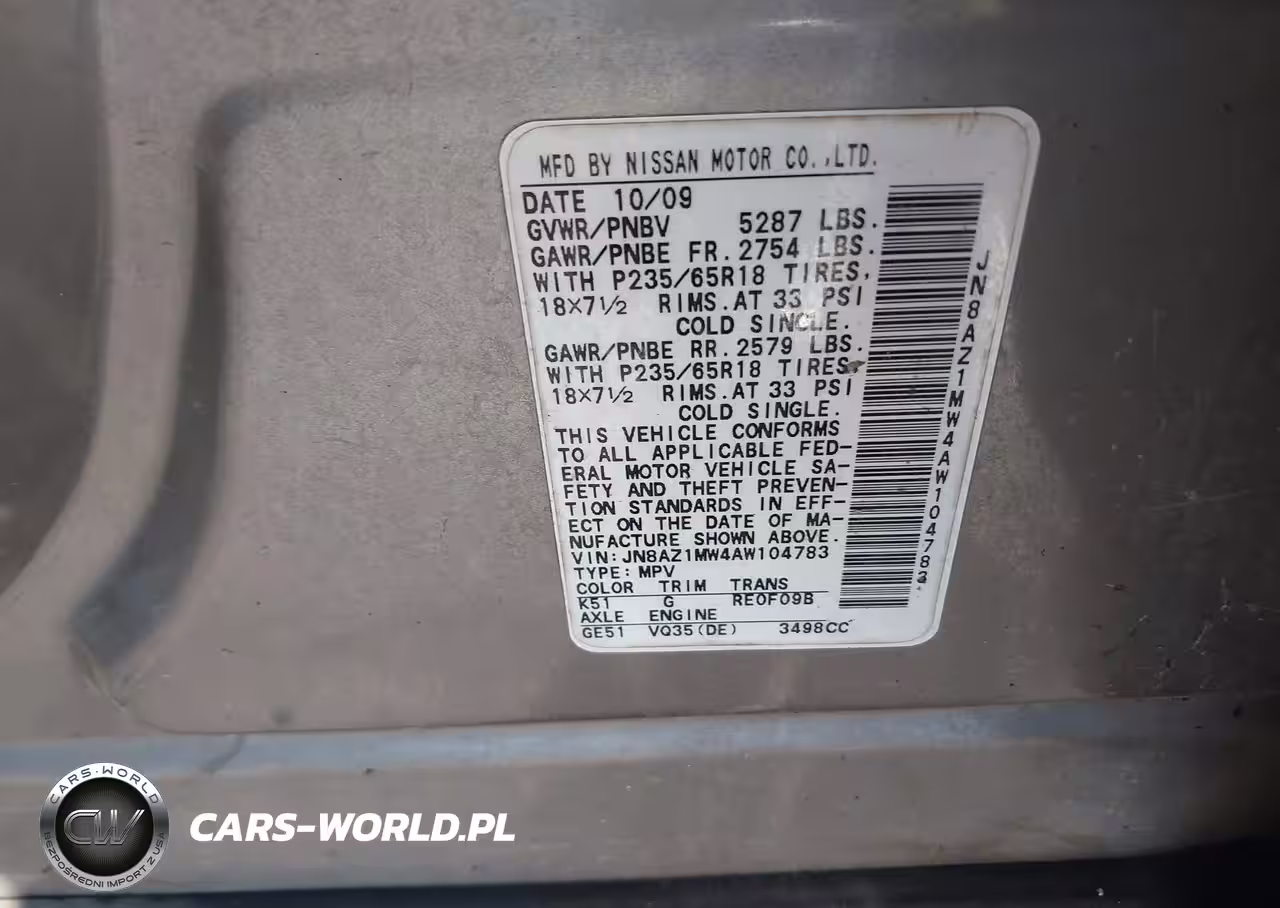 MFD BY NISSAN MOTOR CO.,LTD.
DATE 10/09
GVWR/PNBV 5287 LBS.
GAWR/PNBE FR. 2754 LBS.
WITH P235/65R18 TIRES,
18×7½ RIMS.AT 33 PSI
COLD SINGLE.
GAWR/PNBE RR. 2579 LBS.
WITH P235/65R18 TIRES,
18×7½ RIMS.AT 33 PSI
COLD SINGLE.
THIS VEHICLE CONFORMS
TO ALL APPLICABLE FED-
ERAL MOTOR VEHICLE SA-
FETY AND THEFT PREVEN-
TION STANDARDS IN EFF-
ECT ON THE DATE OF MA-
NUFACTURE SHOWN ABOVE.
VIN:JN8AZ1MW4AW104783
TYPE:MPV
COLOR TRIM TRANS
K51 G RE0F09B
AXLE ENGINE
GE51 VQ35(DE) 3498CC
JN8AZ1MW4AW104783
CARS-WORLD
CW
BEZPOŚREDNI IMPORT Z USA
CARS-WORLD.PL